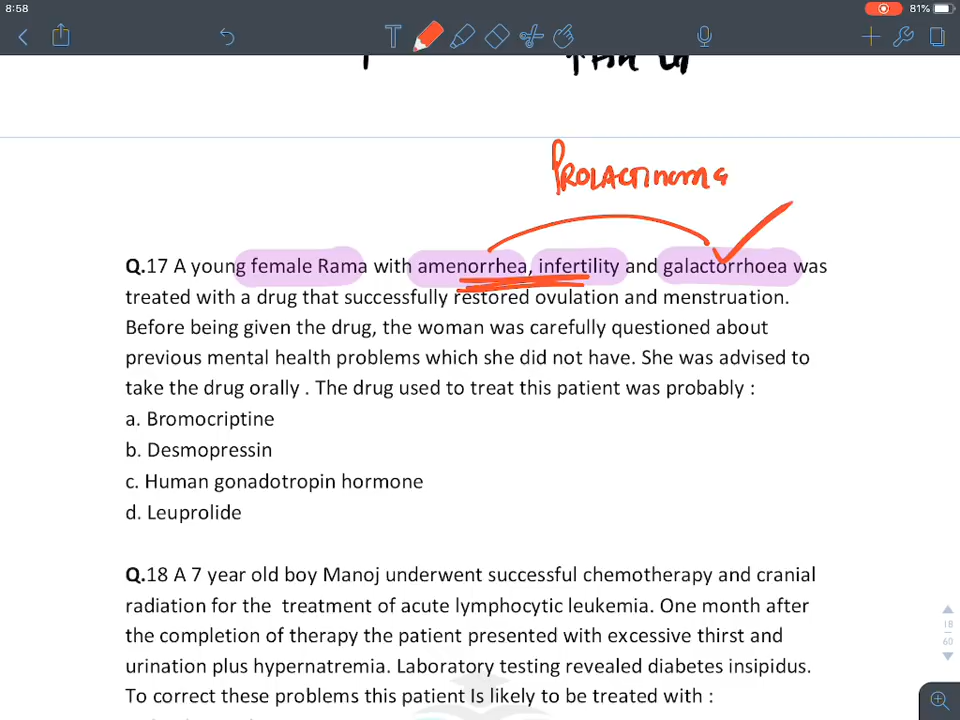 8:58
81%
T
PROLACTinoma
Q.17 A young female Rama with amenorrhea, infertility and galactorrhoea was
treated with a drug that successfully restored ovulation and menstruation.
Before being given the drug, the woman was carefully questioned about
previous mental health problems which she did not have. She was advised to
take the drug orally . The drug used to treat this patient was probably :
a. Bromocriptine
b. Desmopressin
c. Human gonadotropin hormone
d. Leuprolide
Q.18 A 7 year old boy Manoj underwent successful chemotherapy and cranial
radiation for the  treatment of acute lymphocytic leukemia. One month after
the completion of therapy the patient presented with excessive thirst and
urination plus hypernatremia. Laboratory testing revealed diabetes insipidus.
To correct these problems this patient Is likely to be treated with :
18
60